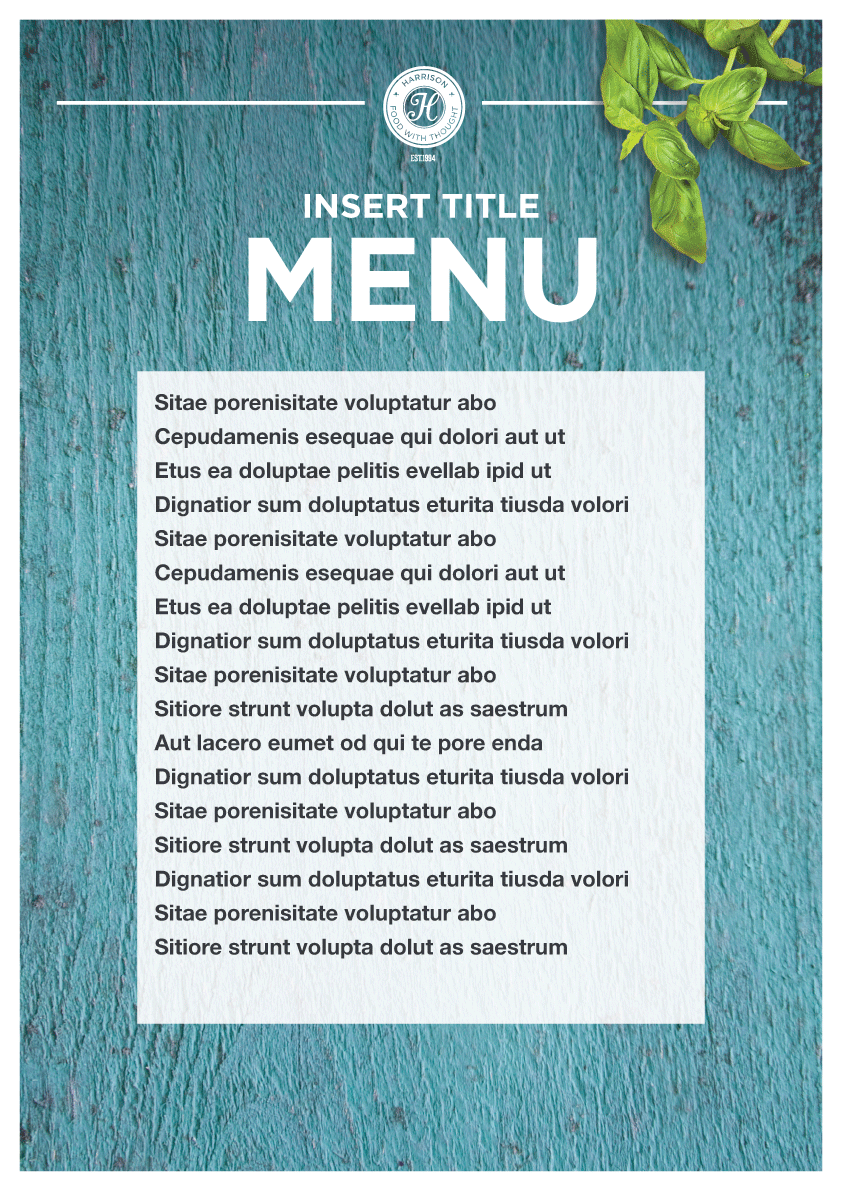 HARRISON
FOOD WITH THOUGHT
H
EST.1994
INSERT TITLE
MENU
Sitae porenisitate voluptatur abo
Cepudamenis esequae qui dolori aut ut
Etus ea doluptae pelitis evellab ipid ut
Dignatior sum doluptatus eturita tiusda volori
Sitae porenisitate voluptatur abo
Cepudamenis esequae qui dolori aut ut
Etus ea doluptae pelitis evellab ipid ut
Dignatior sum doluptatus eturita tiusda volori
Sitae porenisitate voluptatur abo
Sitiore strunt volupta dolut as saestrum
Aut lacero eumet od qui te pore enda
Dignatior sum doluptatus eturita tiusda volori
Sitae porenisitate voluptatur abo
Sitiore strunt volupta dolut as saestrum
Dignatior sum doluptatus eturita tiusda volori
Sitae porenisitate voluptatur abo
Sitiore strunt volupta dolut as saestrum